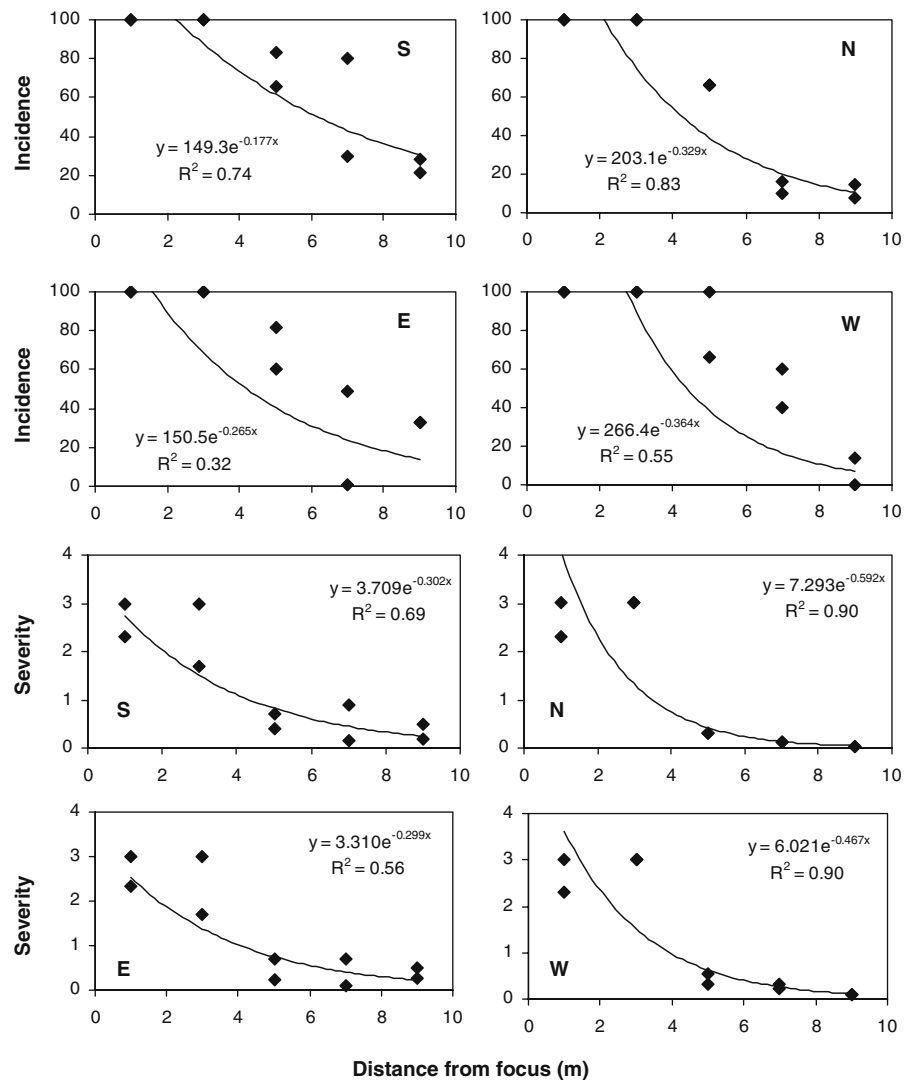 100
80
60
40
20
0
Incidence
S
y = 149.3e^-0.177x
R² = 0.74
0 2 4 6 8 10
100
80
60
40
20
0
N
y = 203.1e^-0.329x
R² = 0.83
0 2 4 6 8 10
100
80
60
40
20
0
Incidence
E
y = 150.5e^-0.265x
R² = 0.32
0 2 4 6 8 10
100
80
60
40
20
0
W
y = 266.4e^-0.364x
R² = 0.55
0 2 4 6 8 10
4
3
2
1
0
Severity
y = 3.709e^-0.302x
R² = 0.69
S
0 2 4 6 8 10
4
3
2
1
0
y = 7.293e^-0.592x
R² = 0.90
N
0 2 4 6 8 10
4
3
2
1
0
Severity
y = 3.310e^-0.299x
R² = 0.56
E
0 2 4 6 8 10
4
3
2
1
0
y = 6.021e^-0.467x
R² = 0.90
W
0 2 4 6 8 10
Distance from focus (m)